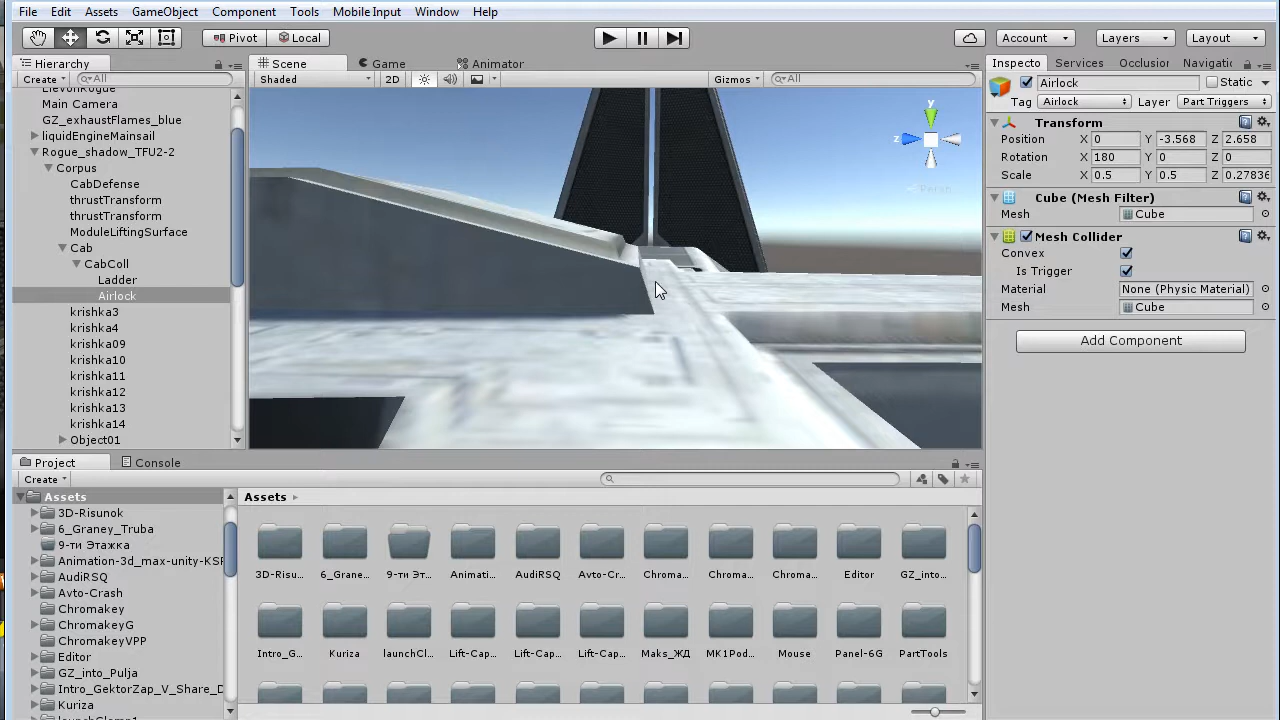 File Edit Assets GameObject Component Tools Mobile Input Window Help
Pivot Local Account Layers Layout
Hierarchy Scene Game Animator Inspecto Services Occlusior Navigatic
Create All Shaded 2D Gizmos All
Airlock Static
Tag Airlock Layer Part Triggers
Transform
Position X 0 Y -3.568 Z 2.658
Rotation X 180 Y 0 Z 0
Scale X 0.5 Y 0.5 Z 0.27836
Cube (Mesh Filter)
Mesh Cube
Mesh Collider
Convex
Is Trigger
Material None (Physic Material)
Mesh Cube
Add Component
Main Camera
GZ_exhaustFlames_blue
liquidEngineMainsail
Rogue_shadow_TFU2-2
Corpus
CabDefense
thrustTransform
thrustTransform
ModuleLiftingSurface
Cab
CabColl
Ladder
Airlock
krishka3
krishka4
krishka09
krishka10
krishka11
krishka12
krishka13
krishka14
Object01
y
z
Persp
Project Console
Create
Assets
3D-Risunok
6_Graney_Truba
9-ти Этажка
Animation-3d_max-unity-KSF
AudiRSQ
Avto-Crash
Chromakey
ChromakeyG
ChromakeyVPP
Editor
GZ_into_Pulja
Intro_GektorZap_V_Share_D
Kuriza
launchClamp1
Assets
3D-Risu... 6_Grane... 9-ти Эт... Animati... AudiRSQ Avto-Cr... Chroma... Chroma... Chroma... Editor GZ_into...
Intro_G... Kuriza launchCl... Lift-Cap... Lift-Cap... Lift-Cap... Maks_ЖД MK1Pod... Mouse Panel-6G PartTools